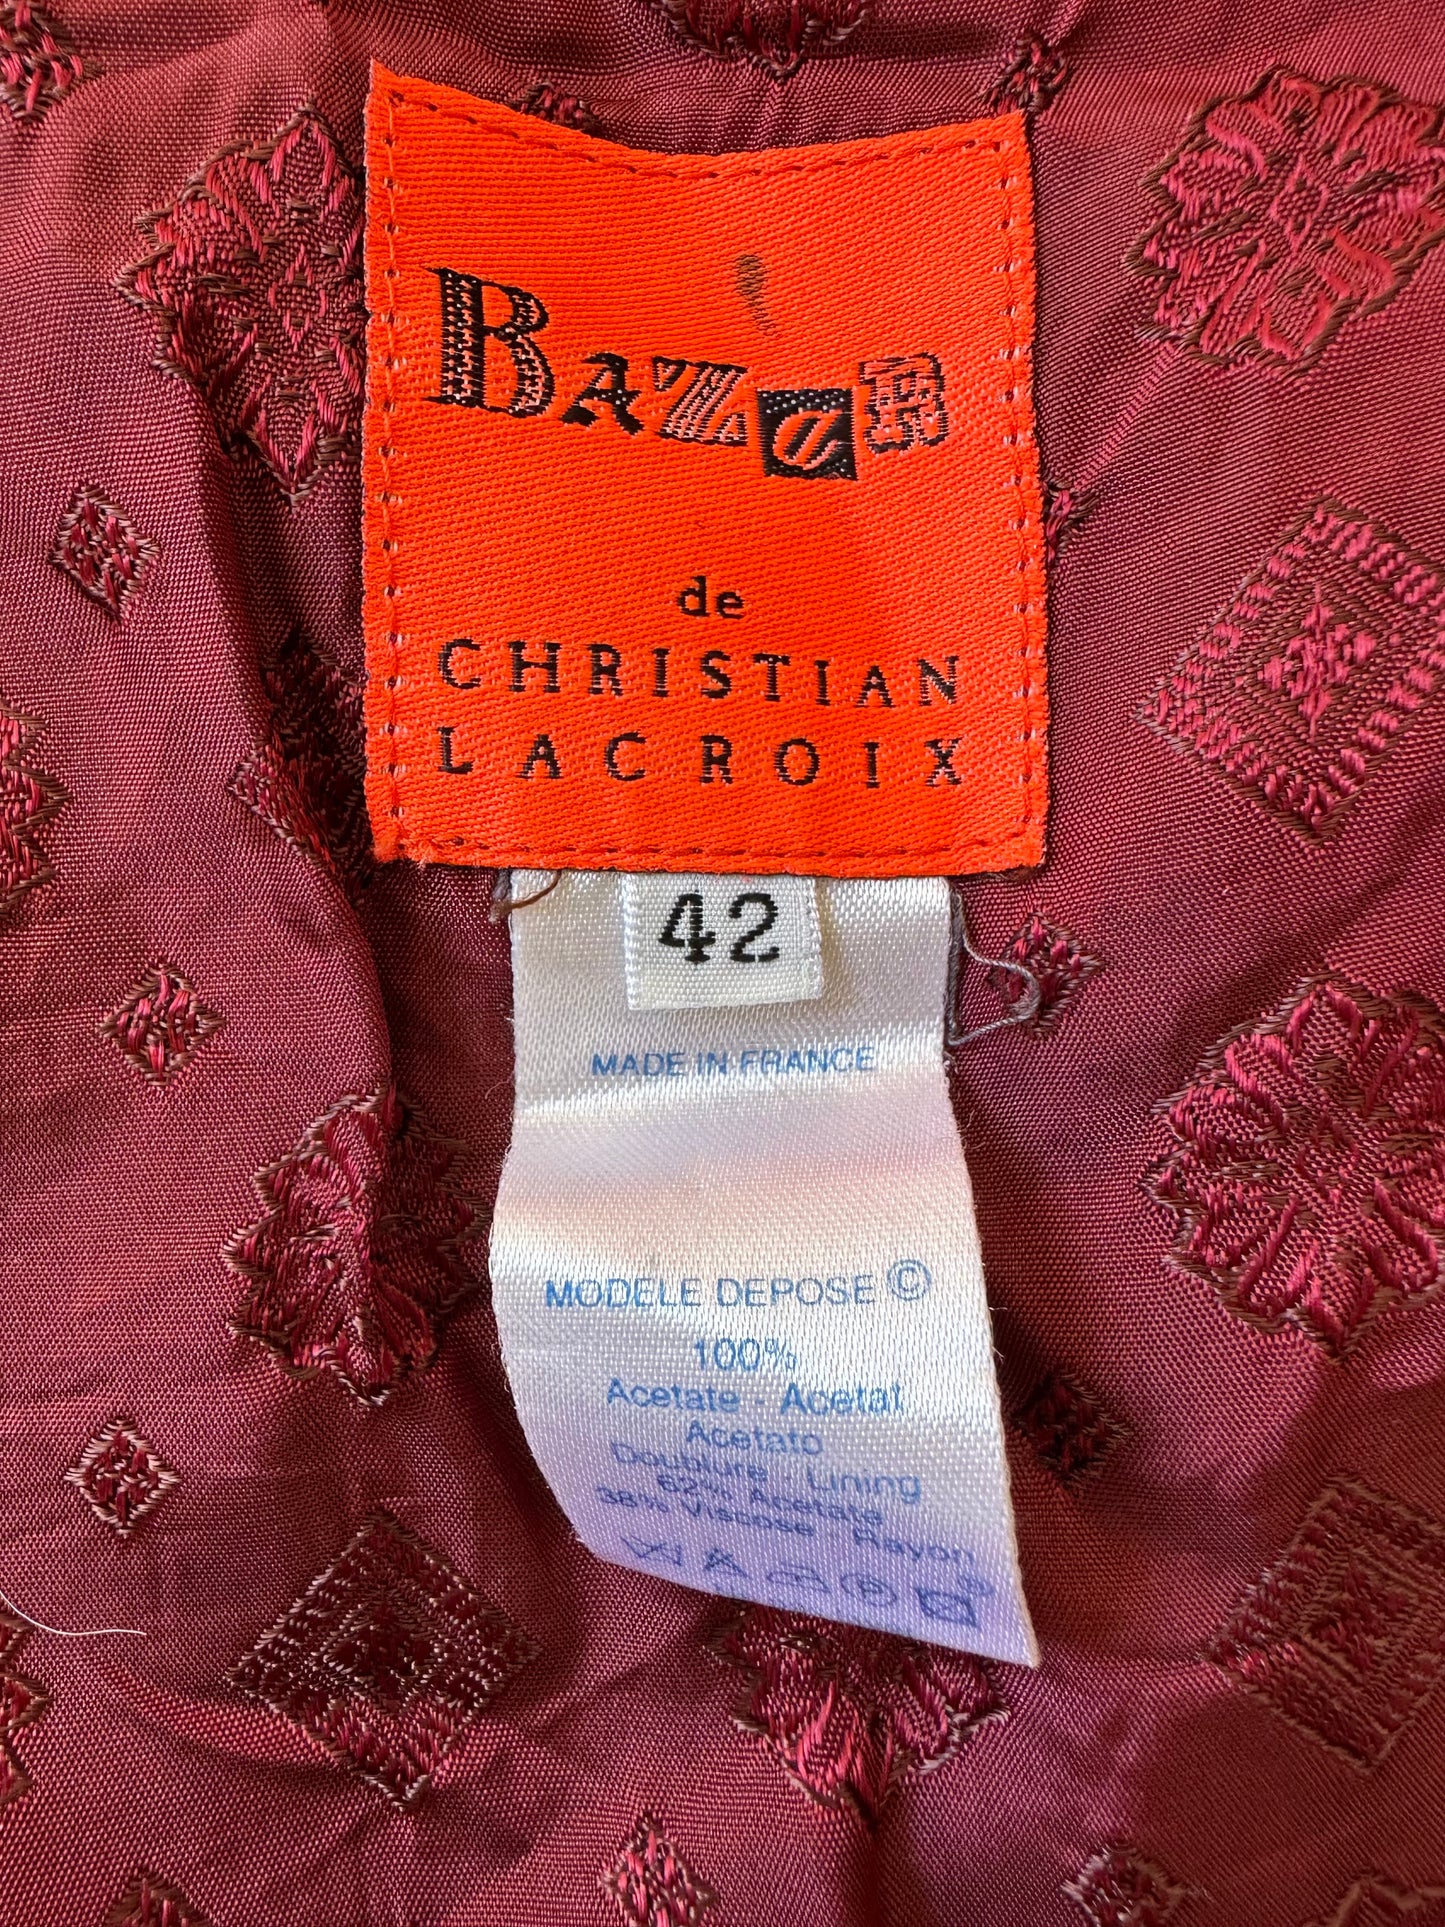 BAZaR
de
CHRISTIAN
LACROIX
42
MADE IN FRANCE
MODELE DEPOSE ©
100%
Acetate - Acetat
Acetato
Doublure - Lining
62% Acetate
38% Viscose - Rayon
P